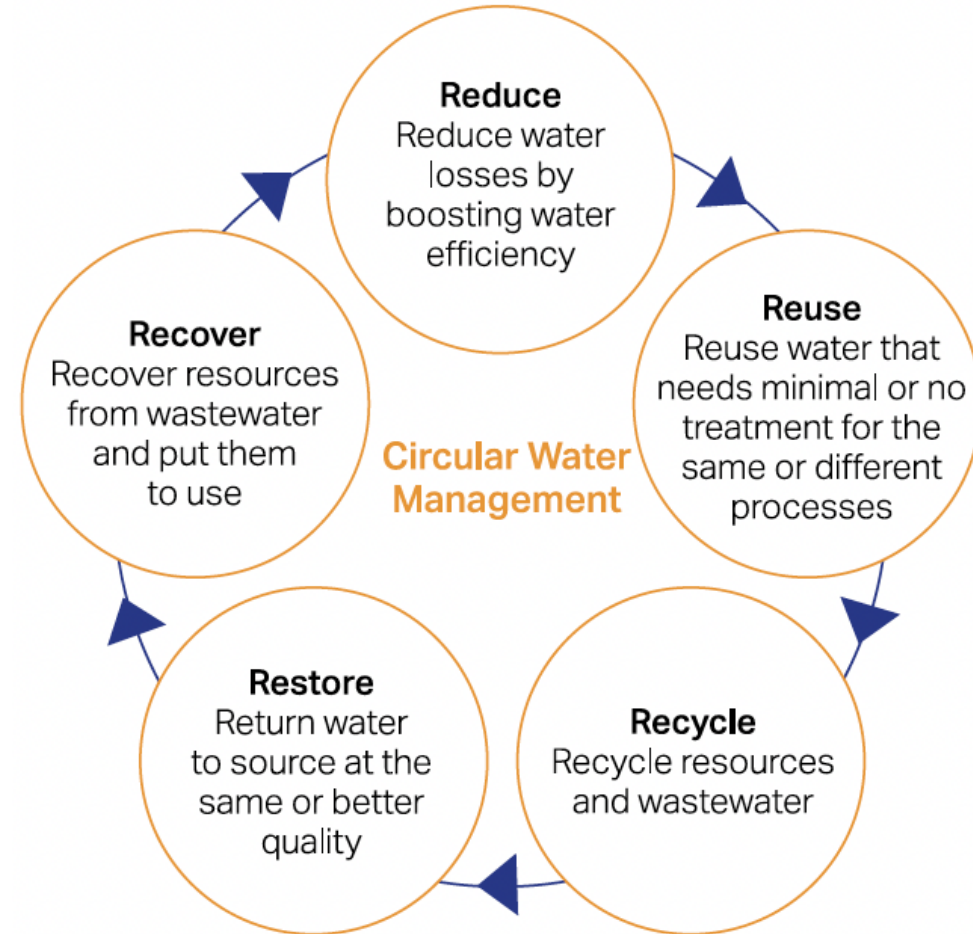 Reduce
Reduce water
losses by
boosting water
efficiency
Reuse
Reuse water that
needs minimal or no
treatment for the
same or different
processes
Recycle
Recycle resources
and wastewater
Restore
Return water
to source at the
same or better
quality
Recover
Recover resources
from wastewater
and put them
to use
Circular Water
Management